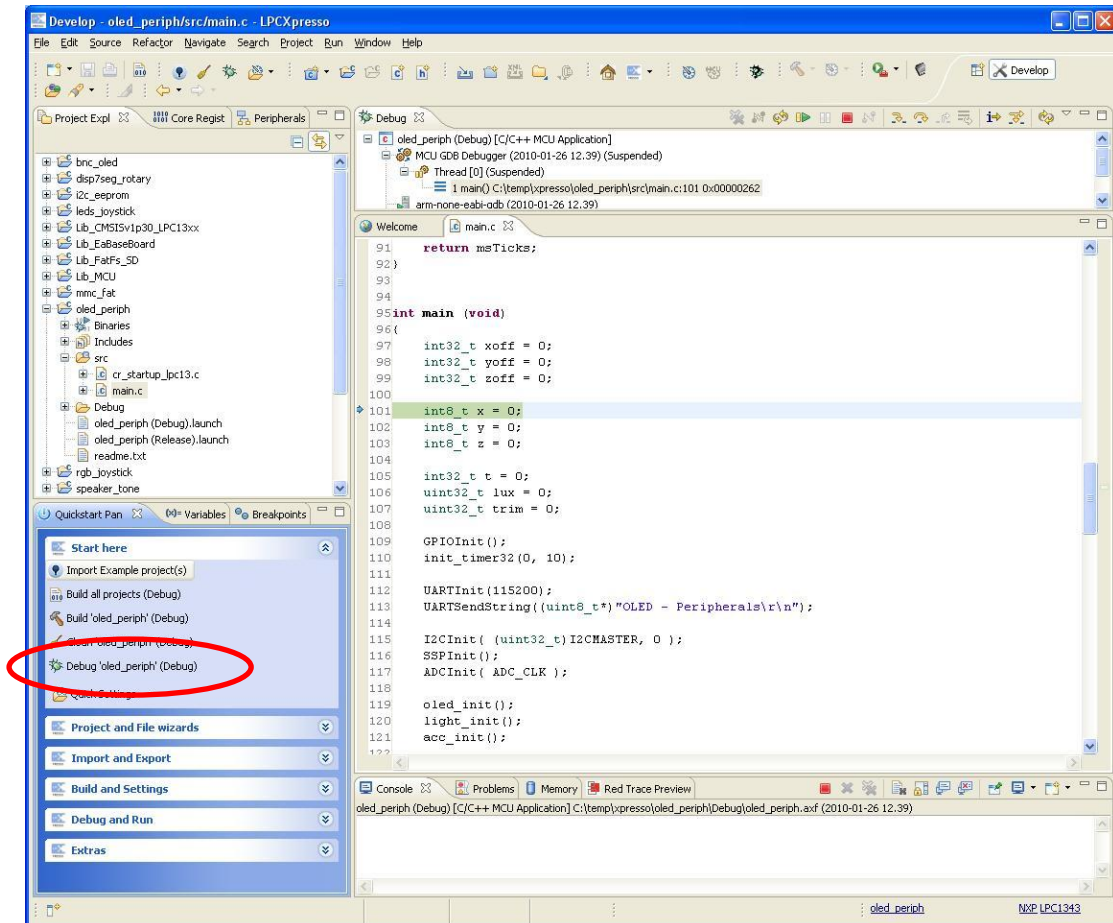 Develop - oled_periph/src/main.c - LPCXpresso
File Edit Source Refactor Navigate Search Project Run Window Help
Develop
Project Expl
Core Regist
Peripherals
bnc_oled
disp7seg_rotary
i2c_eeprom
leds_joystick
Lib_CMSISv1p30_LPC13xx
Lib_EaBaseBoard
Lib_FatFs_SD
Lib_MCU
mmc_fat
oled_periph
Binaries
Includes
src
cr_startup_lpc13.c
main.c
Debug
oled_periph (Debug).launch
oled_periph (Release).launch
readme.txt
rgb_joystick
speaker_tone
Debug
oled_periph (Debug) [C/C++ MCU Application]
MCU GDB Debugger (2010-01-26 12.39) (Suspended)
Thread [0] (Suspended)
1 main() C:\temp\xpresso\oled_periph\src\main.c:101 0x00000262
arm-none-eabi-gdb (2010-01-26 12.39)
Welcome
main.c
91 return msTicks;
92 }
93
94
95 int main (void)
96 {
97 int32_t xoff = 0;
98 int32_t yoff = 0;
99 int32_t zoff = 0;
100
101 int8_t x = 0;
102 int8_t y = 0;
103 int8_t z = 0;
104
105 int32_t t = 0;
106 uint32_t lux = 0;
107 uint32_t trim = 0;
108
109 GPIOInit();
110 init_timer32(0, 10);
111
112 UARTInit(115200);
113 UARTSendString((uint8_t*)"OLED - Peripherals\r\n");
114
115 I2CInit( (uint32_t)I2CMASTER, 0 );
116 SSPInit();
117 ADCInit( ADC_CLK );
118
119 oled_init();
120 light_init();
121 acc_init();
122
Quickstart Pan
(x)= Variables
Breakpoints
Start here
Import Example project(s)
Build all projects (Debug)
Build 'oled_periph' (Debug)
Clean 'oled_periph' (Debug)
Debug 'oled_periph' (Debug)
Quick Settings
Project and File wizards
Import and Export
Build and Settings
Debug and Run
Extras
Console
Problems
Memory
Red Trace Preview
oled_periph (Debug) [C/C++ MCU Application] C:\temp\xpresso\oled_periph\Debug\oled_periph.axf (2010-01-26 12.39)
oled_periph
NXP LPC1343